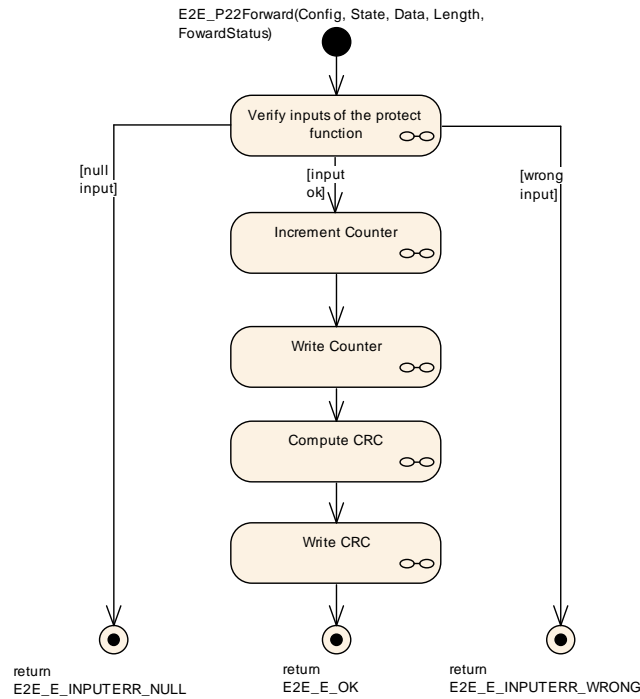 E2E_P22Forward(Config, State, Data, Length,
FowardStatus)
Verify inputs of the protect
function
[null
input]
[input
ok]
[wrong
input]
Increment Counter
Write Counter
Compute CRC
Write CRC
return
E2E_E_INPUTERR_NULL
return
E2E_E_OK
return
E2E_E_INPUTERR_WRONG